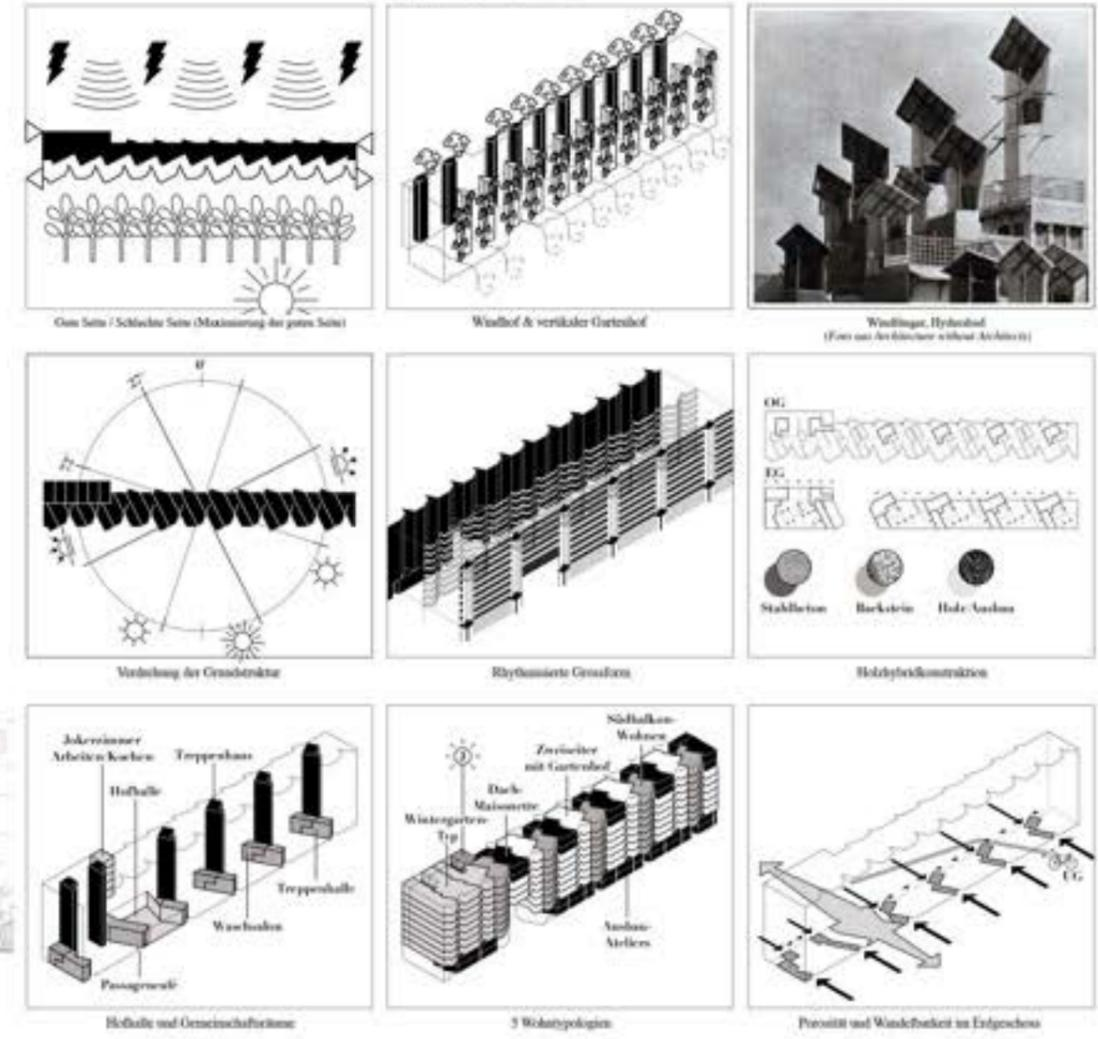 Gute Seite / Schlechte Seite (Maximierung der guten Seite)
Windhof & vertikaler Gartenhof
Windfänger, Hyderabad
(Foto aus Architecture without Architects)
OG
EG
Stahlbeton
Backstein
Holz/Ausbau
Verdrehung der Grundstruktur
Rhythmisierte Grossform
Holzhybridkonstruktion
Jokerzimmer
Arbeiten/Kochen
Treppenhaus
Hofhalle
Treppenhalle
Waschsalon
Passagencafé
Südbalkon-
Wohnen
Zweiseiter
mit Gartenhof
Dach-
Maisonette
Wintergarten-
Typ
Ausbau-
Ateliers
UG
Hofhalle und Gemeinschaftsräume
5 Wohntypologien
Porosität und Wandelbarkeit im Erdgeschoss